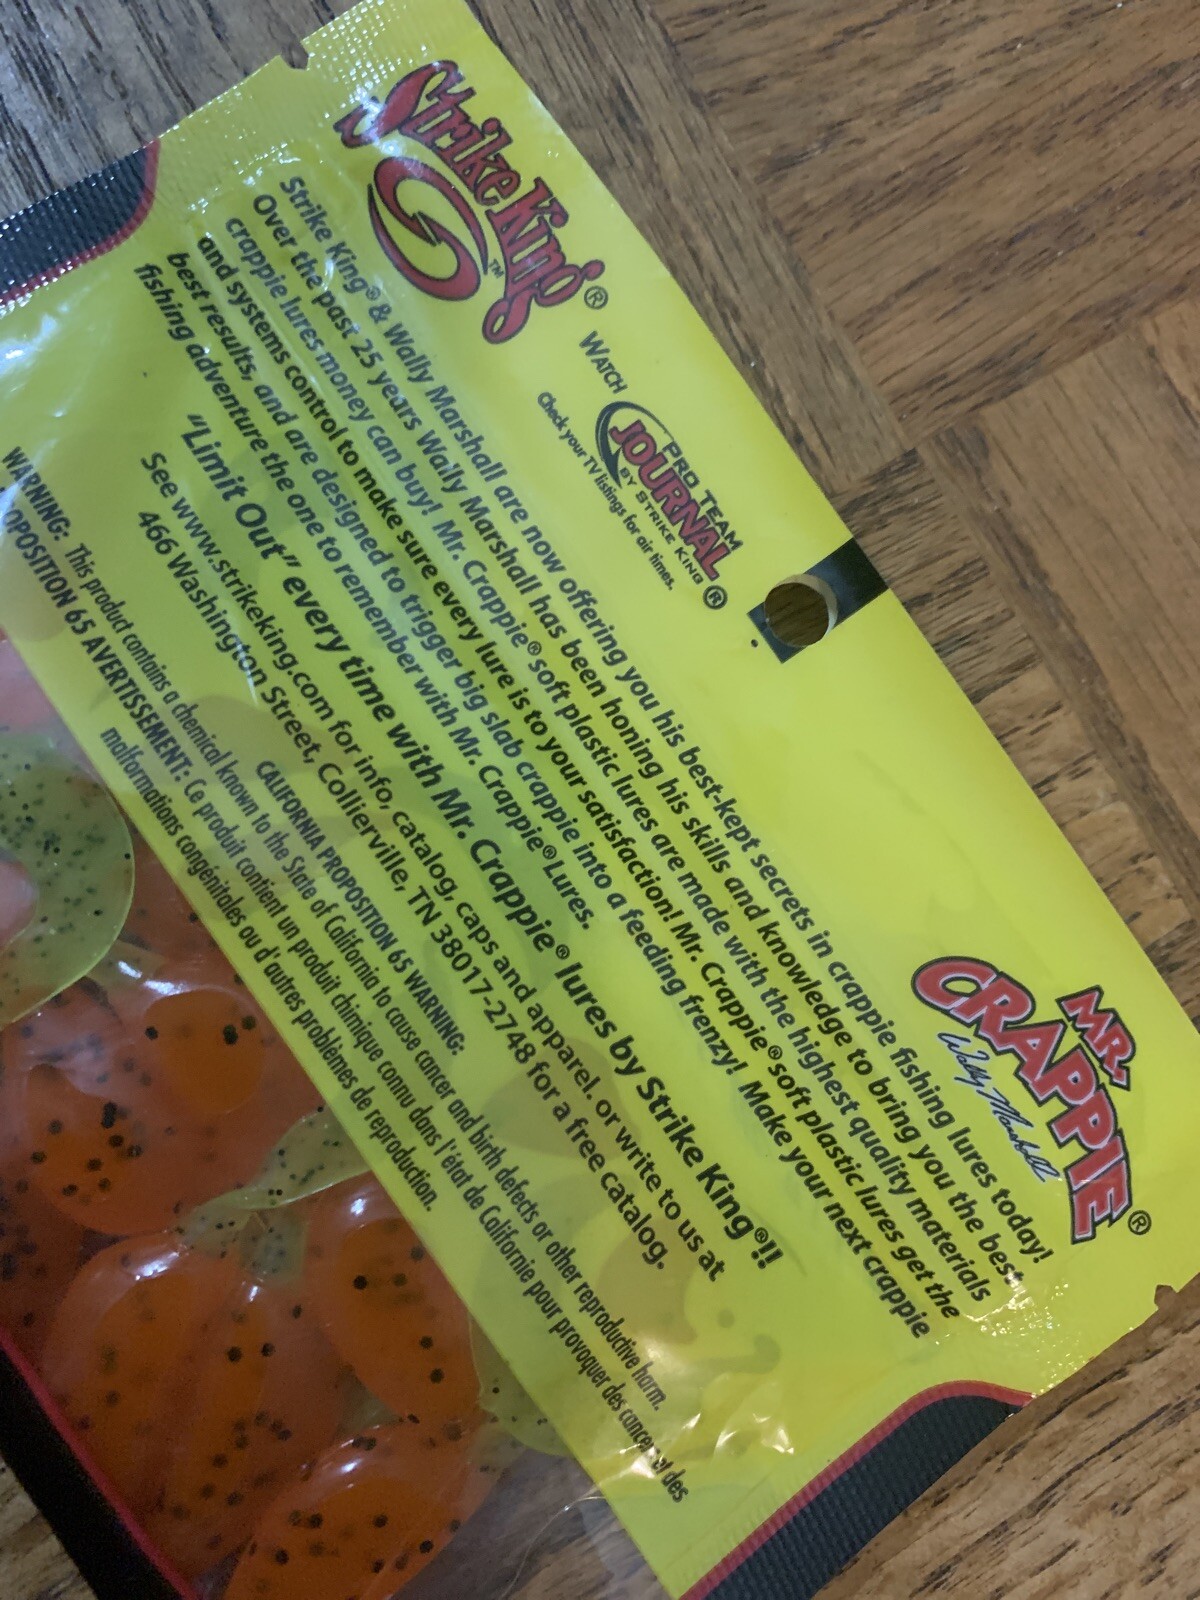 Strike King®
™
WATCH PRO TEAM JOURNAL® BY STRIKE KING
Check your TV listings for air times.
MR. CRAPPIE®
Wally Marshall
Strike King® & Wally Marshall are now offering you his best-kept secrets in crappie fishing lures today!
Over the past 25 years Wally Marshall has been honing his skills and knowledge to bring you the best
crappie lures money can buy! Mr. Crappie® soft plastic lures are made with the highest quality materials
and systems control to make sure every lure is to your satisfaction! Mr. Crappie® soft plastic lures get the
best results, and are designed to trigger big slab crappie into a feeding frenzy! Make your next crappie
fishing adventure the one to remember with Mr. Crappie® Lures.
"Limit Out" every time with Mr. Crappie® lures by Strike King®!!
See www.strikeking.com for info, catalog, caps and apparel. or write to us at
466 Washington Street, Collierville, TN 38017-2748 for a free catalog.
CALIFORNIA PROPOSITION 65 WARNING:
WARNING: This product contains a chemical known to the State of California to cause cancer and birth defects or other reproductive harm.
65 AVERTISSEMENT: Ce produit contient un produit chimique connu dans l'état de Californie pour provoquer des cancer et des
malformations congénitales ou d'autres problèmes de reproduction.